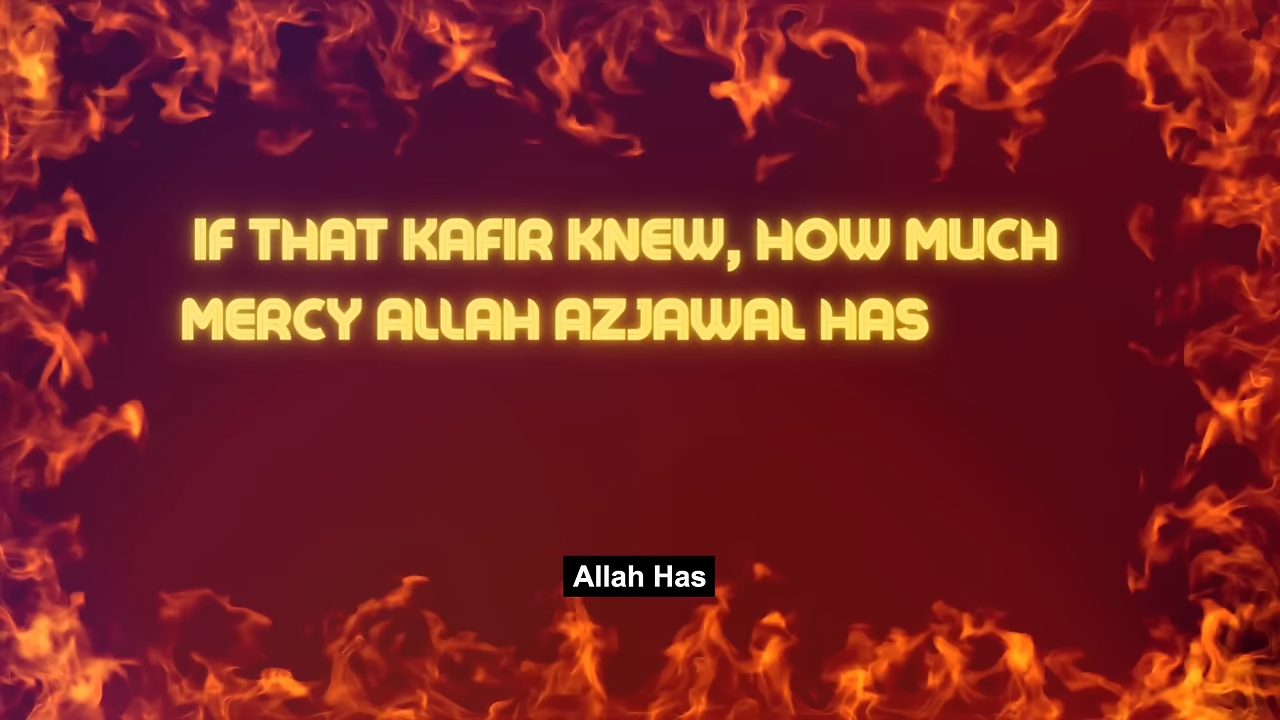 IF THAT KAFIR KNEW, HOW MUCH
MERCY ALLAH AZJAWAL HAS
Allah Has